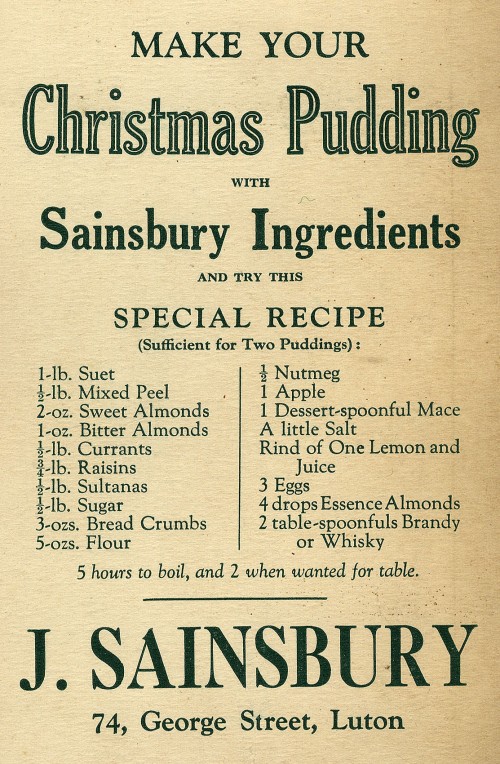 MAKE YOUR
Christmas Pudding
WITH
Sainsbury Ingredients
AND TRY THIS
SPECIAL RECIPE
(Sufficient for Two Puddings):
1-lb. Suet
½-lb. Mixed Peel
2-oz. Sweet Almonds
1-oz. Bitter Almonds
½-lb. Currants
¾-lb. Raisins
½-lb. Sultanas
½-lb. Sugar
3-ozs. Bread Crumbs
5-ozs. Flour
½ Nutmeg
1 Apple
1 Dessert-spoonful Mace
A little Salt
Rind of One Lemon and
Juice
3 Eggs
4 drops Essence Almonds
2 table-spoonfuls Brandy
or Whisky
5 hours to boil, and 2 when wanted for table.
J. SAINSBURY
74, George Street, Luton